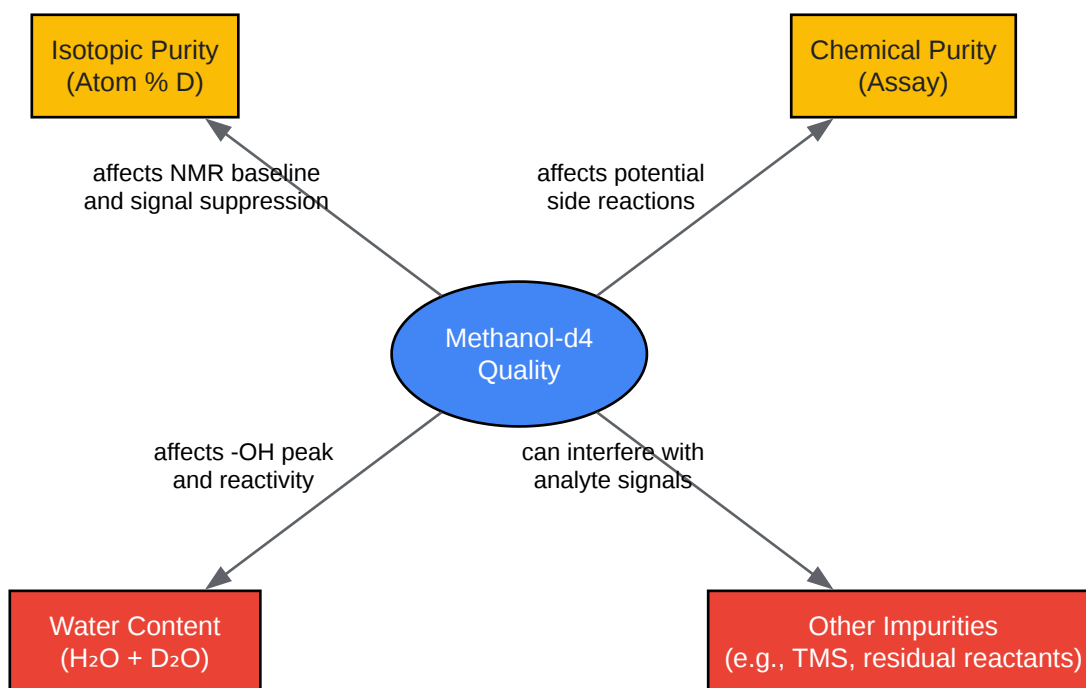 Isotopic Purity
(Atom % D)
Chemical Purity
(Assay)
affects NMR baseline
and signal suppression
affects potential
side reactions
Methanol-d4
Quality
affects -OH peak
and reactivity
can interfere with
analyte signals
Water Content
(H₂O + D₂O)
Other Impurities
(e.g., TMS, residual reactants)